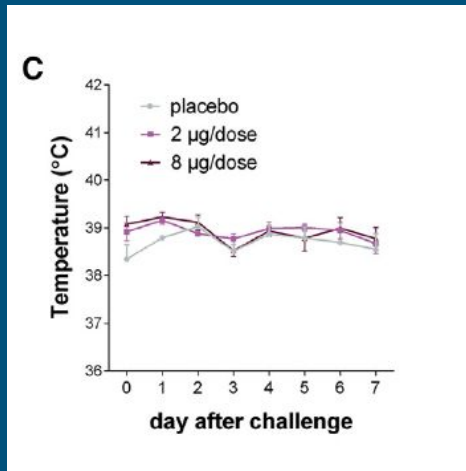 C
42
41
40
39
38
37
36
Temperature (°C)
placebo
2 µg/dose
8 µg/dose
0 1 2 3 4 5 6 7
day after challenge